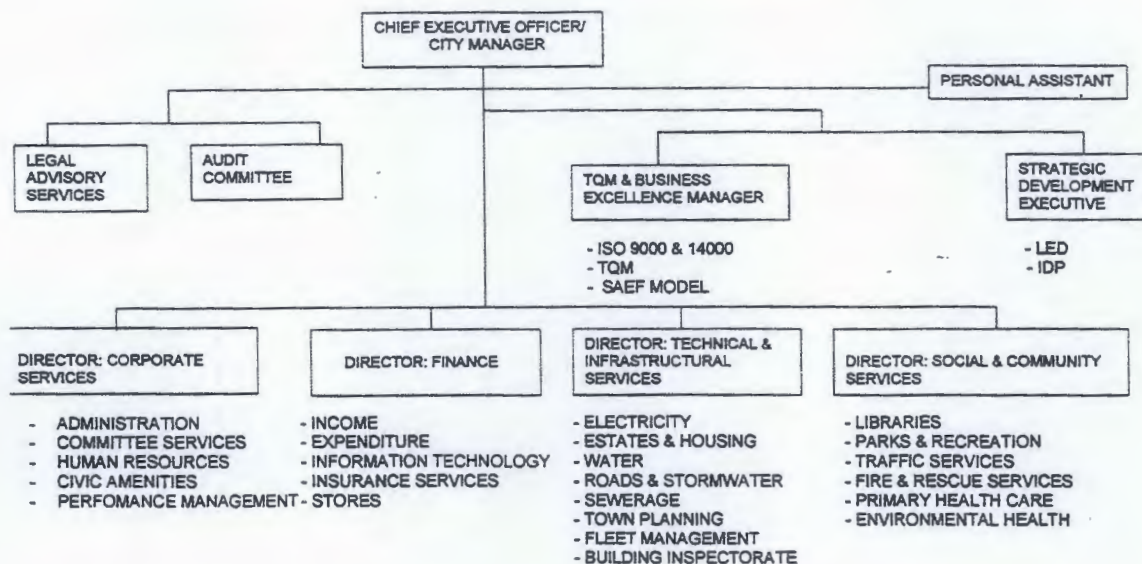 CHIEF EXECUTIVE OFFICER/
CITY MANAGER
PERSONAL ASSISTANT
LEGAL
ADVISORY
SERVICES
AUDIT
COMMITTEE
TQM & BUSINESS
EXCELLENCE MANAGER
STRATEGIC
DEVELOPMENT
EXECUTIVE
- ISO 9000 & 14000
- TQM
- SAEF MODEL
- LED
- IDP
DIRECTOR: CORPORATE
SERVICES
DIRECTOR: FINANCE
DIRECTOR: TECHNICAL &
INFRASTRUCTURAL
SERVICES
DIRECTOR: SOCIAL & COMMUNITY
SERVICES
- ADMINISTRATION
- COMMITTEE SERVICES
- HUMAN RESOURCES
- CIVIC AMENITIES
- PERFOMANCE MANAGEMENT
- INCOME
- EXPENDITURE
- INFORMATION TECHNOLOGY
- INSURANCE SERVICES
- STORES
- ELECTRICITY
- ESTATES & HOUSING
- WATER
- ROADS & STORMWATER
- SEWERAGE
- TOWN PLANNING
- FLEET MANAGEMENT
- BUILDING INSPECTORATE
- LIBRARIES
- PARKS & RECREATION
- TRAFFIC SERVICES
- FIRE & RESCUE SERVICES
- PRIMARY HEALTH CARE
- ENVIRONMENTAL HEALTH